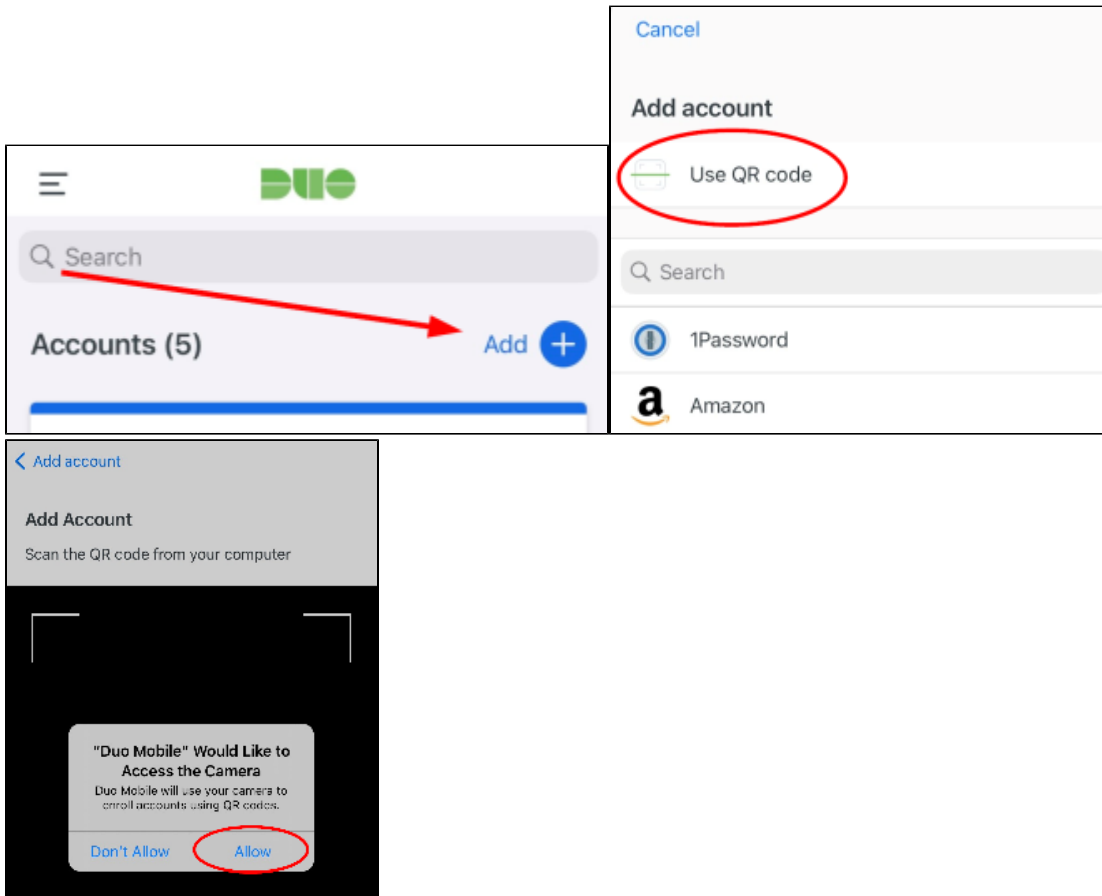 DUO
Search
Accounts (5)
Add
Cancel
Add account
Use QR code
Search
1Password
Amazon
Add account
Add Account
Scan the QR code from your computer
"Duo Mobile" Would Like to
Access the Camera
Duo Mobile will use your camera to
enroll accounts using QR codes.
Don't Allow
Allow